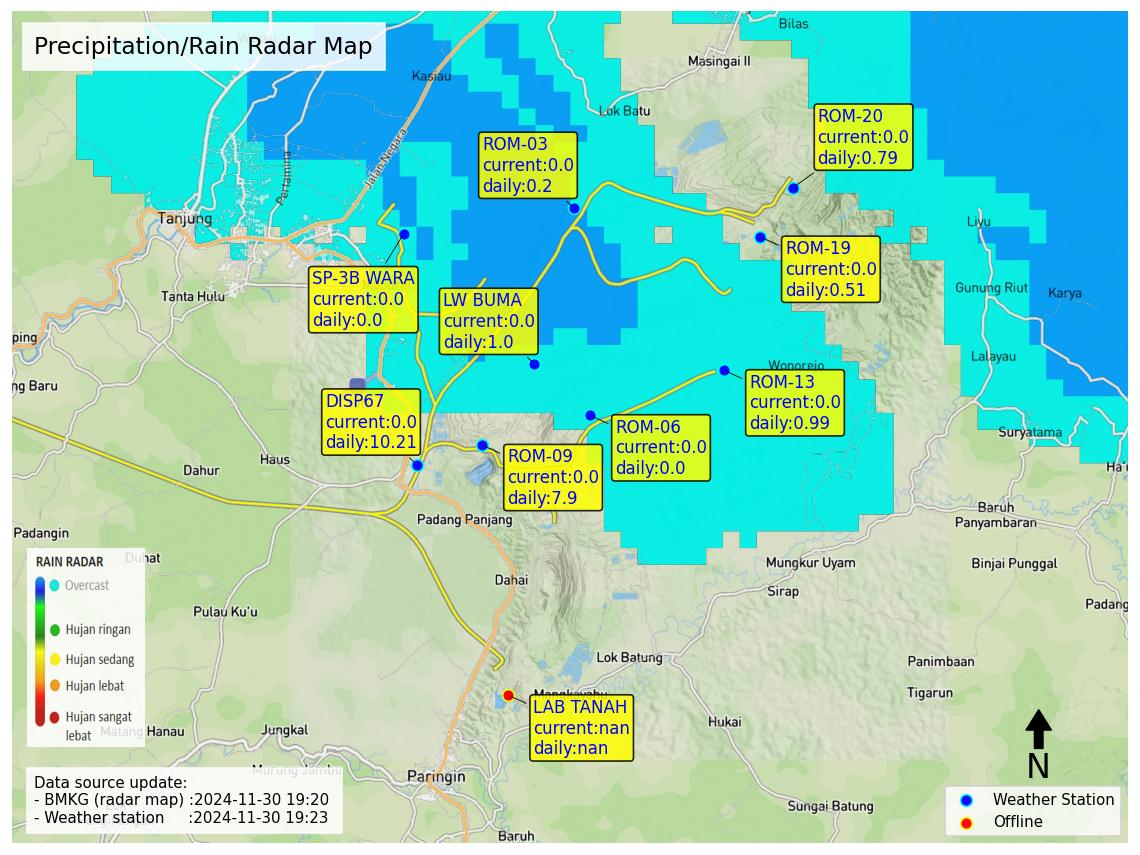 Precipitation/Rain Radar Map
Bilas
Masingai II
Kasiau
Lok Batu
ROM-20
current:0.0
daily:0.79
ROM-03
current:0.0
daily:0.2
Jalan Negara
Pertamina
Tanjung
Liyu
ROM-19
current:0.0
daily:0.51
SP-3B WARA
current:0.0
daily:0.0
LW BUMA
current:0.0
daily:1.0
Tanta Hulu
Gunung Riut
Karya
ping
Lalayau
Wonorejo
ng Baru
ROM-13
current:0.0
daily:0.99
DISP67
current:0.0
daily:10.21
ROM-06
current:0.0
daily:0.0
Suryatama
ROM-09
current:0.0
daily:7.9
Haus
Dahur
Ha'u
Baruh
Panyambaran
Padang Panjang
Padangin
Duhat
Binjai Punggal
Mungkur Uyam
Dahai
Sirap
Padang
Pulau Ku'u
RAIN RADAR
Overcast
Hujan ringan
Hujan sedang
Hujan lebat
Hujan sangat
lebat
Lok Batung
Panimbaan
Tigarun
Mangkayahu
LAB TANAH
current:nan
daily:nan
Hukai
Matang Hanau
Jungkal
Murung Jambu
Paringin
N
Data source update:
- BMKG (radar map) :2024-11-30 19:20
- Weather station :2024-11-30 19:23
Weather Station
Offline
Sungai Batung
Baruh